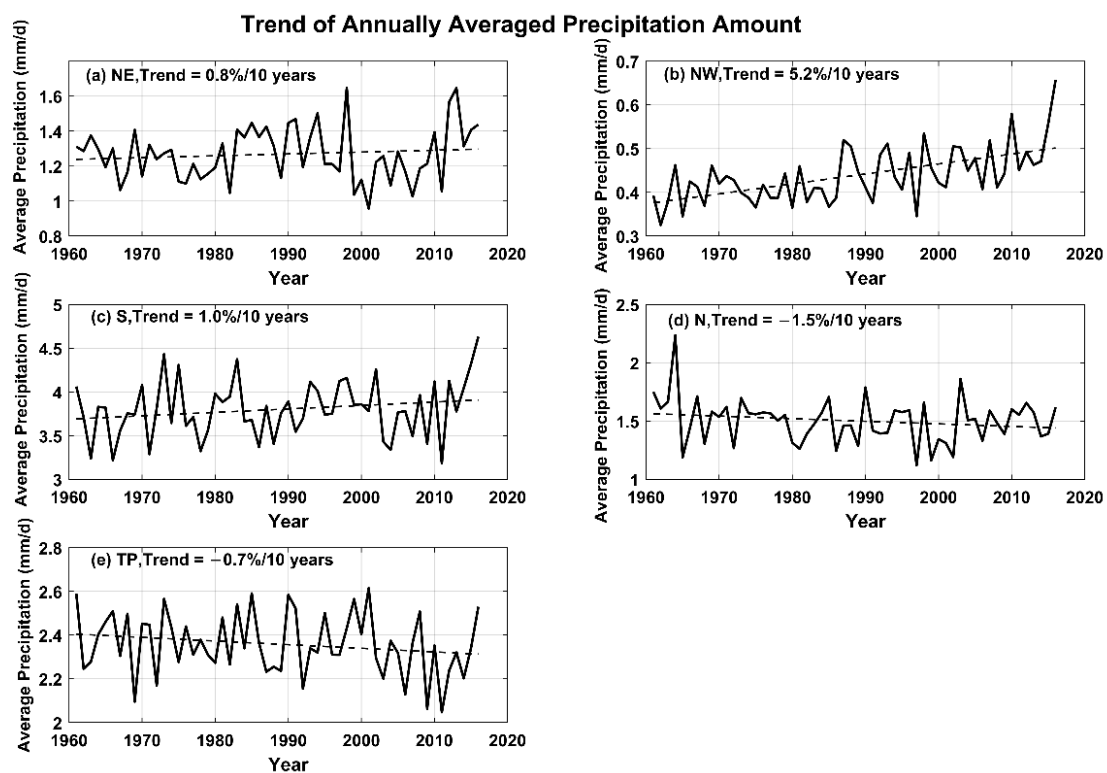 Trend of Annually Averaged Precipitation Amount
Average Precipitation (mm/d)
(a) NE,Trend = 0.8%/10 years
1.8
1.6
1.4
1.2
1
0.8
1960 1970 1980 1990 2000 2010 2020
Year
Average Precipitation (mm/d)
(b) NW,Trend = 5.2%/10 years
0.7
0.6
0.5
0.4
0.3
1960 1970 1980 1990 2000 2010 2020
Year
Average Precipitation (mm/d)
(c) S,Trend = 1.0%/10 years
5
4.5
4
3.5
3
1960 1970 1980 1990 2000 2010 2020
Year
Average Precipitation (mm/d)
(d) N,Trend = −1.5%/10 years
2.5
2
1.5
1
1960 1970 1980 1990 2000 2010 2020
Year
Average Precipitation (mm/d)
(e) TP,Trend = −0.7%/10 years
2.8
2.6
2.4
2.2
2
1960 1970 1980 1990 2000 2010 2020
Year